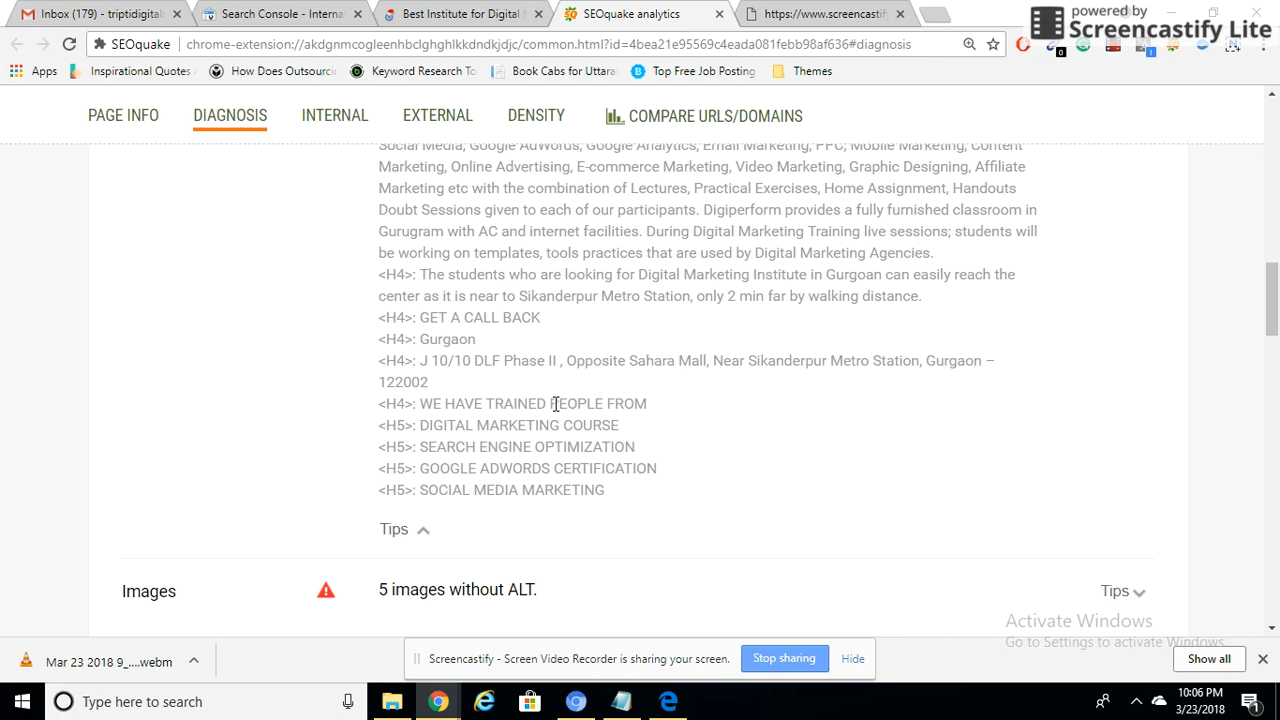 Inbox (179) - triptidigital
Search Console - Internet
Best Institute for Digital M
SEOquake analytics
https://www.screencastify
powered by
Screencastify Lite
SEOquake
Apps
Inspirational Quotes
How Does Outsourci
Keyword Research To
Book Cabs for Uttara
Top Free Job Posting
Themes
PAGE INFO
DIAGNOSIS
INTERNAL
EXTERNAL
DENSITY
COMPARE URLS/DOMAINS
Social Media, Google AdWords, Google Analytics, Email Marketing, PPC, Mobile Marketing, Content
Marketing, Online Advertising, E-commerce Marketing, Video Marketing, Graphic Designing, Affiliate
Marketing etc with the combination of Lectures, Practical Exercises, Home Assignment, Handouts
Doubt Sessions given to each of our participants. Digiperform provides a fully furnished classroom in
Gurugram with AC and internet facilities. During Digital Marketing Training live sessions; students will
be working on templates, tools practices that are used by Digital Marketing Agencies.
<H4>: The students who are looking for Digital Marketing Institute in Gurgoan can easily reach the
center as it is near to Sikanderpur Metro Station, only 2 min far by walking distance.
<H4>: GET A CALL BACK
<H4>: Gurgaon
<H4>: J 10/10 DLF Phase II , Opposite Sahara Mall, Near Sikanderpur Metro Station, Gurgaon –
122002
<H4>: WE HAVE TRAINED PEOPLE FROM
<H5>: DIGITAL MARKETING COURSE
<H5>: SEARCH ENGINE OPTIMIZATION
<H5>: GOOGLE ADWORDS CERTIFICATION
<H5>: SOCIAL MEDIA MARKETING
Tips
Images
5 images without ALT.
Tips
Activate Windows
Go to Settings to activate Windows.
Mar 23 2018 9_....webm
Screencastify - Screen Video Recorder is sharing your screen.
Stop sharing
Hide
Show all
Type here to search
10:06 PM
3/23/2018